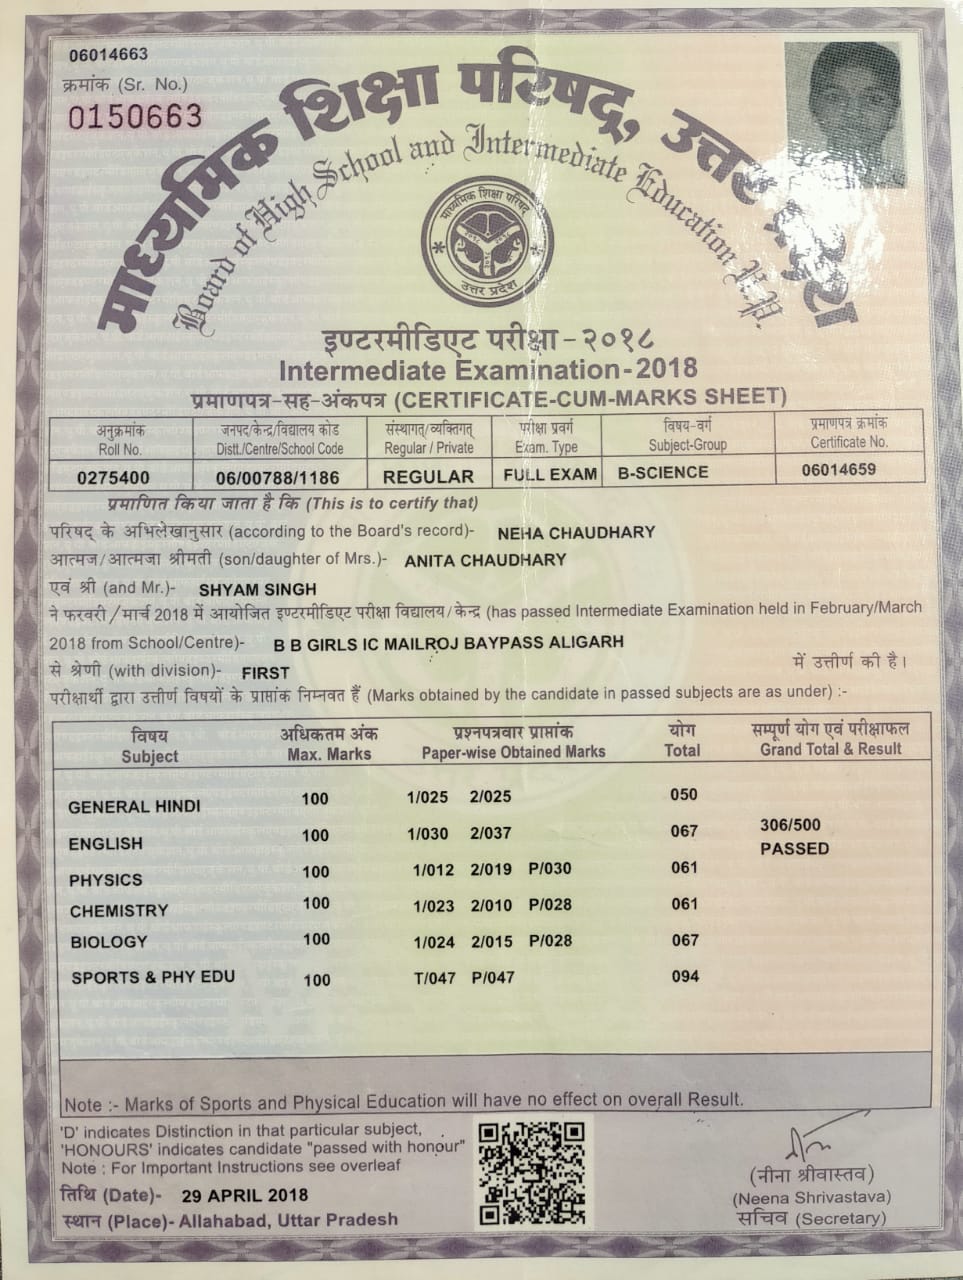 06014663
क्रमांक (Sr. No.)
0150663
माध्यमिक शिक्षा परिषद्, उत्तर प्रदेश
Board of High School and Intermediate Education U.P.
माध्यमिक शिक्षा परिषद
उत्तर प्रदेश
इण्टरमीडिएट परीक्षा-२०१८
Intermediate Examination-2018
प्रमाणपत्र-सह-अंकपत्र (CERTIFICATE-CUM-MARKS SHEET)
अनुक्रमांक जनपद/केन्द्र/विद्यालय कोड संस्थागत्/व्यक्तिगत् परीक्षा प्रवर्ग विषय-वर्ग प्रमाणपत्र क्रमांक
Roll No. Distt./Centre/School Code Regular / Private Exam. Type Subject-Group Certificate No.
0275400 06/00788/1186 REGULAR FULL EXAM B-SCIENCE 06014659
प्रमाणित किया जाता है कि (This is to certify that)
परिषद् के अभिलेखानुसार (according to the Board's record)- NEHA CHAUDHARY
आत्मज/आत्मजा श्रीमती (son/daughter of Mrs.)- ANITA CHAUDHARY
एवं श्री (and Mr.)- SHYAM SINGH
ने फरवरी/मार्च 2018 में आयोजित इण्टरमीडिएट परीक्षा विद्यालय/केन्द्र (has passed Intermediate Examination held in February/March
2018 from School/Centre)- B B GIRLS IC MAILROJ BAYPASS ALIGARH
से श्रेणी (with division)- FIRST में उत्तीर्ण की है।
परीक्षार्थी द्वारा उत्तीर्ण विषयों के प्राप्तांक निम्नवत हैं (Marks obtained by the candidate in passed subjects are as under) :-
विषय अधिकतम अंक प्रश्नपत्रवार प्राप्तांक योग सम्पूर्ण योग एवं परीक्षाफल
Subject Max. Marks Paper-wise Obtained Marks Total Grand Total & Result
GENERAL HINDI 100 1/025 2/025 050
ENGLISH 100 1/030 2/037 067 306/500
PASSED
PHYSICS 100 1/012 2/019 P/030 061
CHEMISTRY 100 1/023 2/010 P/028 061
BIOLOGY 100 1/024 2/015 P/028 067
SPORTS & PHY EDU 100 T/047 P/047 094
Note :- Marks of Sports and Physical Education will have no effect on overall Result.
'D' indicates Distinction in that particular subject,
'HONOURS' indicates candidate "passed with honour"
Note : For Important Instructions see overleaf
तिथि (Date)- 29 APRIL 2018
स्थान (Place)- Allahabad, Uttar Pradesh
(नीना श्रीवास्तव)
(Neena Shrivastava)
सचिव (Secretary)